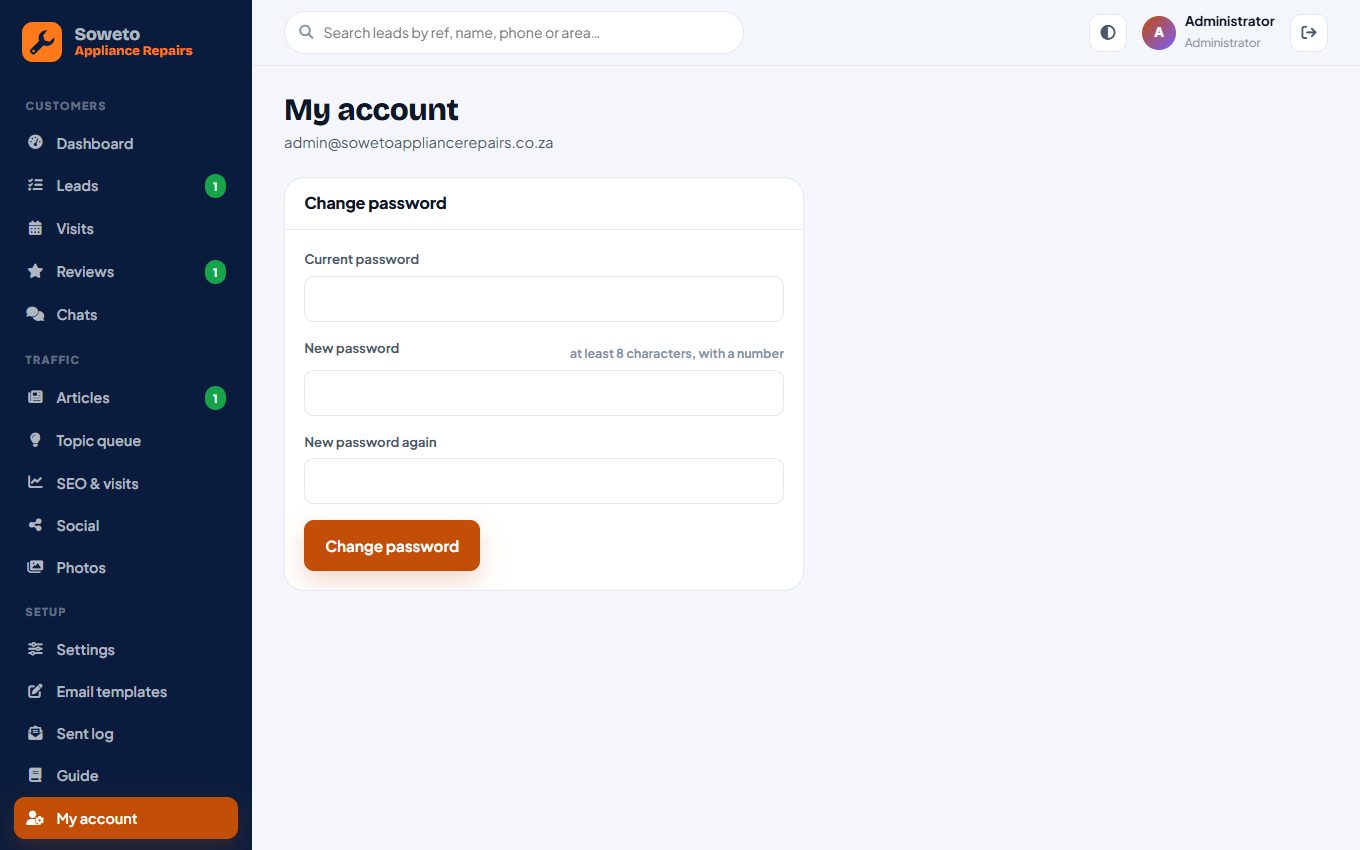 Soweto
Appliance Repairs
CUSTOMERS
Dashboard
Leads 1
Visits
Reviews 1
Chats
TRAFFIC
Articles 1
Topic queue
SEO & visits
Social
Photos
SETUP
Settings
Email templates
Sent log
Guide
My account
Search leads by ref, name, phone or area...
A
Administrator
Administrator
My account
admin@sowetoappliancerepairs.co.za
Change password
Current password
New password at least 8 characters, with a number
New password again
Change password